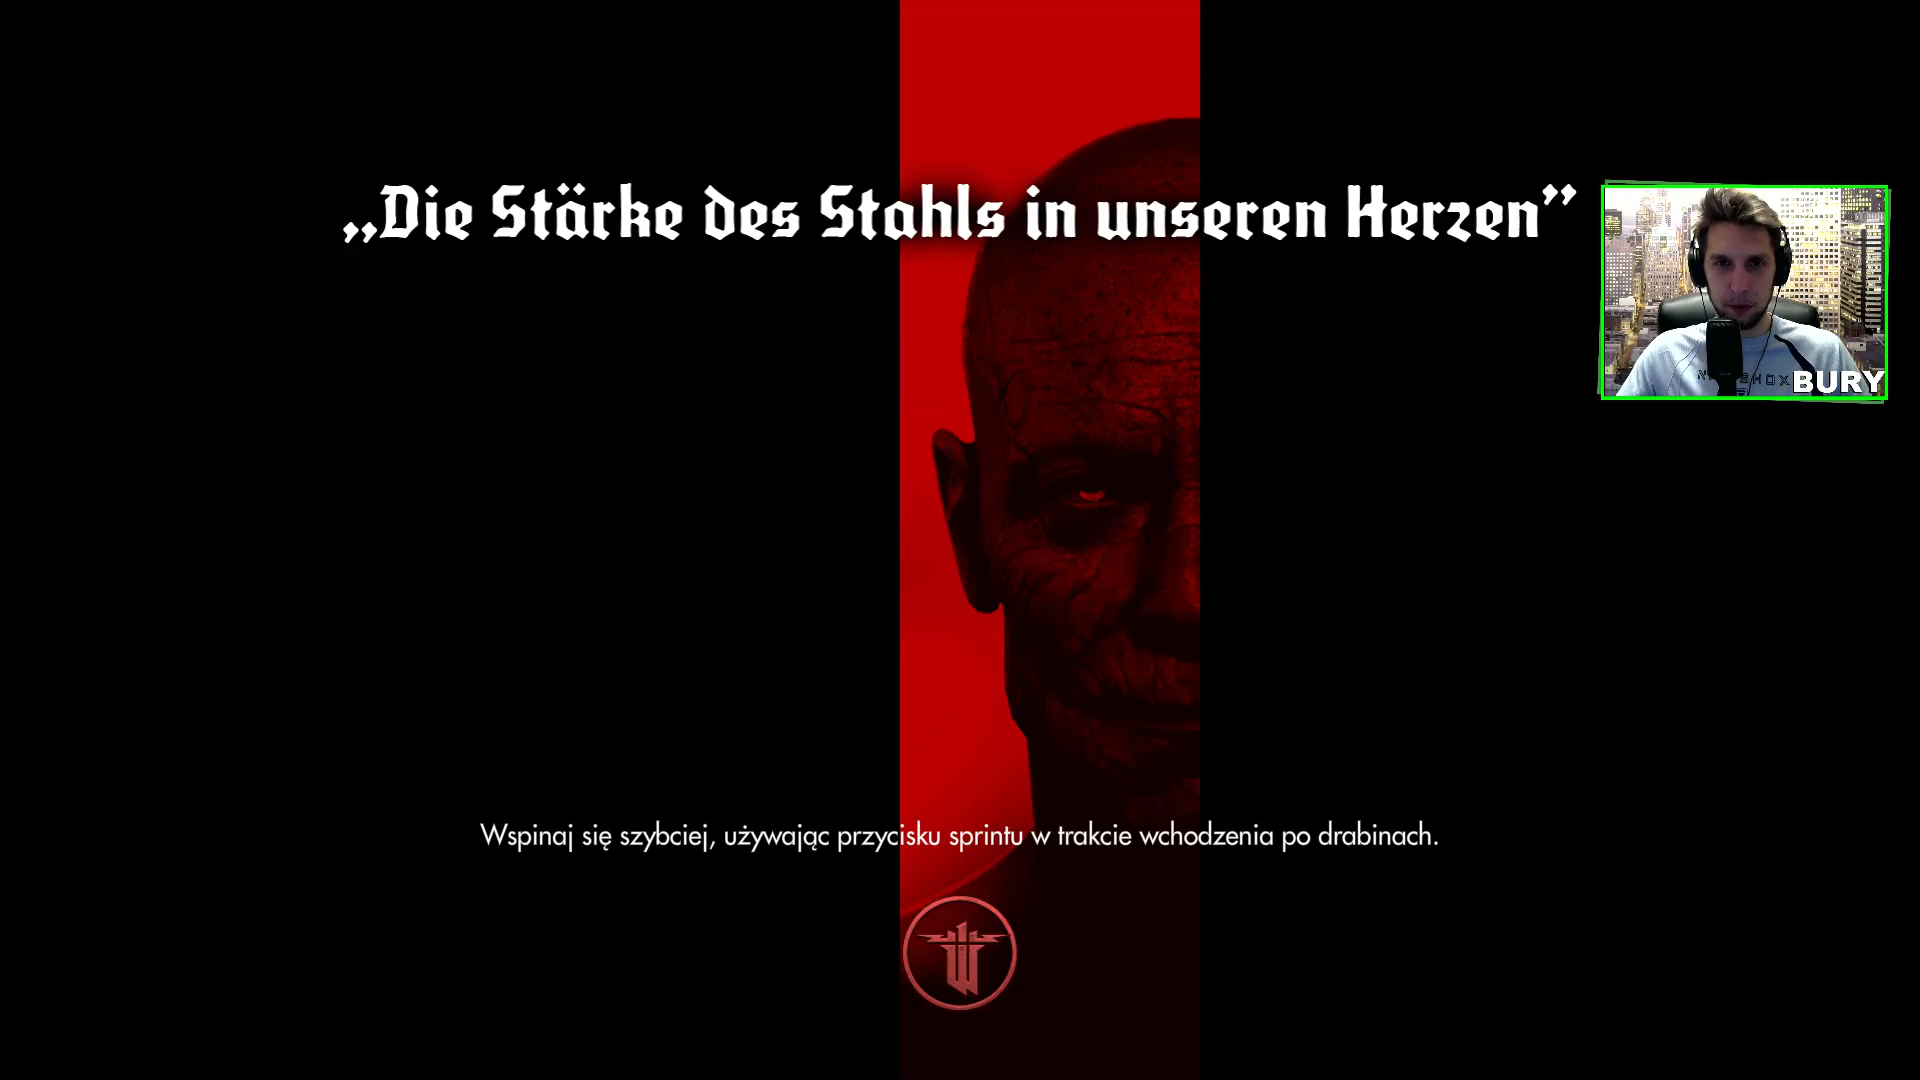 „Die Stärke des Stahls in unseren Herzen”
BURY
Wspinaj się szybciej, używając przycisku sprintu w trakcie wchodzenia po drabinach.